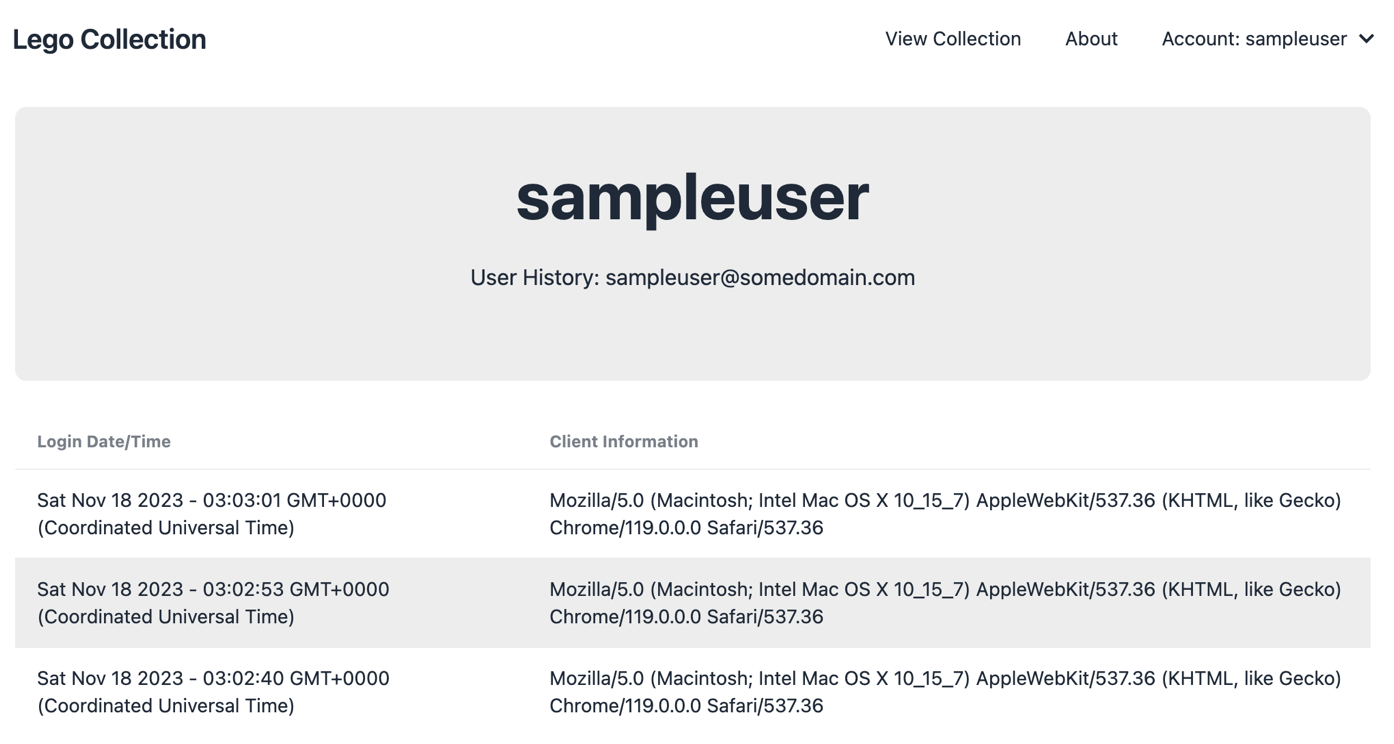 Lego Collection
View Collection
About
Account: sampleuser
sampleuser
User History: sampleuser@somedomain.com
Login Date/Time
Client Information
Sat Nov 18 2023 - 03:03:01 GMT+0000
(Coordinated Universal Time)
Mozilla/5.0 (Macintosh; Intel Mac OS X 10_15_7) AppleWebKit/537.36 (KHTML, like Gecko)
Chrome/119.0.0.0 Safari/537.36
Sat Nov 18 2023 - 03:02:53 GMT+0000
(Coordinated Universal Time)
Mozilla/5.0 (Macintosh; Intel Mac OS X 10_15_7) AppleWebKit/537.36 (KHTML, like Gecko)
Chrome/119.0.0.0 Safari/537.36
Sat Nov 18 2023 - 03:02:40 GMT+0000
(Coordinated Universal Time)
Mozilla/5.0 (Macintosh; Intel Mac OS X 10_15_7) AppleWebKit/537.36 (KHTML, like Gecko)
Chrome/119.0.0.0 Safari/537.36